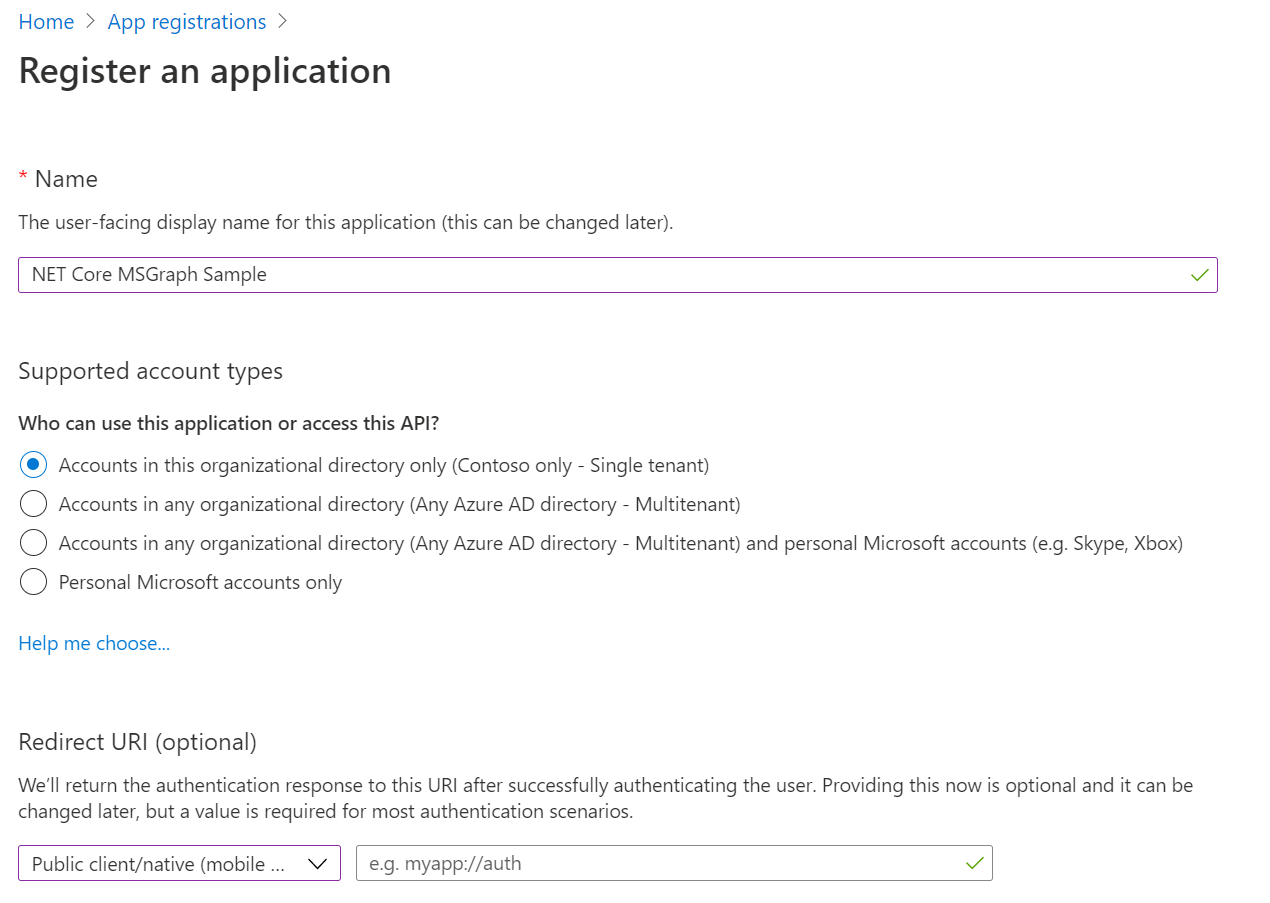 Home > App registrations >
Register an application
* Name
The user-facing display name for this application (this can be changed later).
NET Core MSGraph Sample
Supported account types
Who can use this application or access this API?
Accounts in this organizational directory only (Contoso only - Single tenant)
Accounts in any organizational directory (Any Azure AD directory - Multitenant)
Accounts in any organizational directory (Any Azure AD directory - Multitenant) and personal Microsoft accounts (e.g. Skype, Xbox)
Personal Microsoft accounts only
Help me choose...
Redirect URI (optional)
We’ll return the authentication response to this URI after successfully authenticating the user. Providing this now is optional and it can be
changed later, but a value is required for most authentication scenarios.
Public client/native (mobile ... e.g. myapp://auth